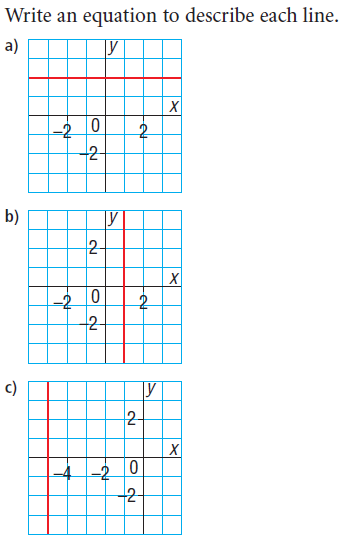 Write an equation to describe each line.
a)
y
x
-2 0 2
-2
b)
y
2
x
-2 0 2
-2
c)
y
2
x
-4 -2 0
-2